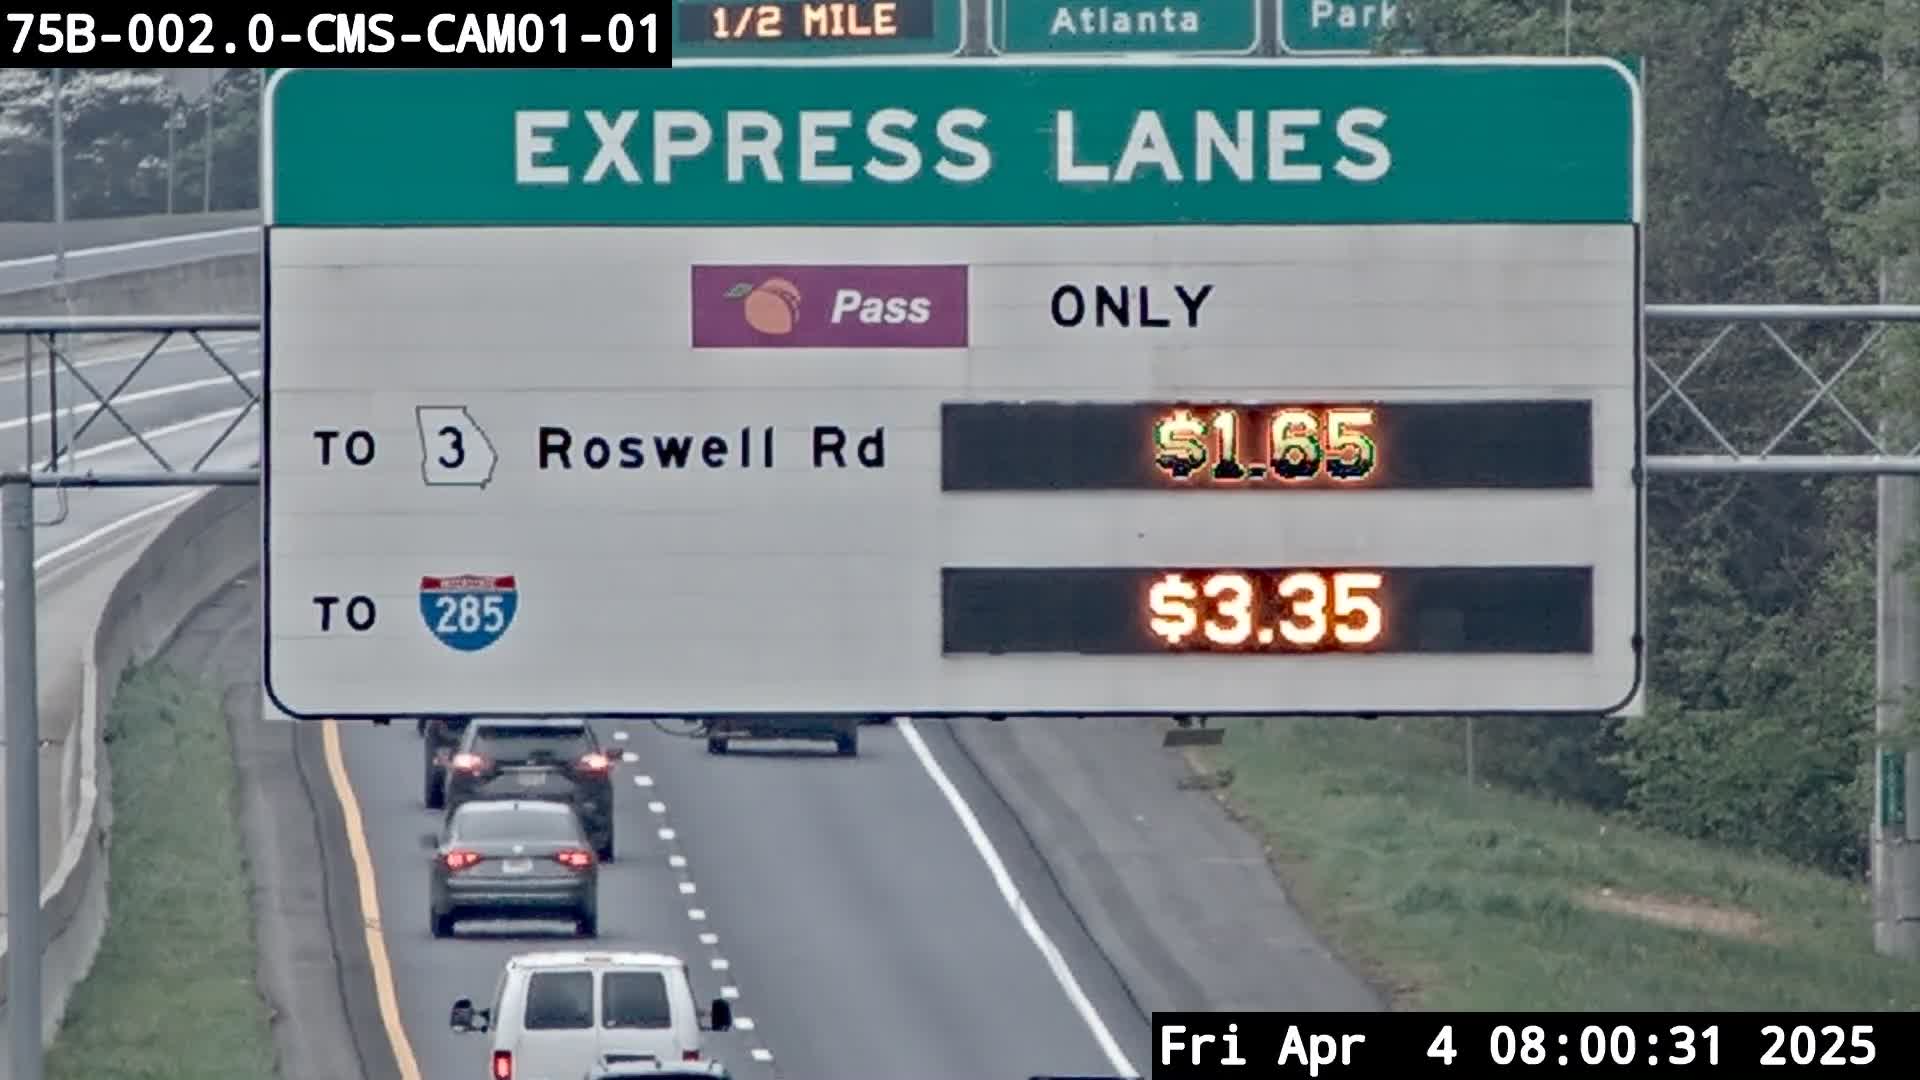 75B-002.0-CMS-CAM01-01
1/2 MILE
Atlanta
Park
EXPRESS LANES
Pass ONLY
TO 3 Roswell Rd $1.65
TO 285 $3.35
Fri Apr 4 08:00:31 2025